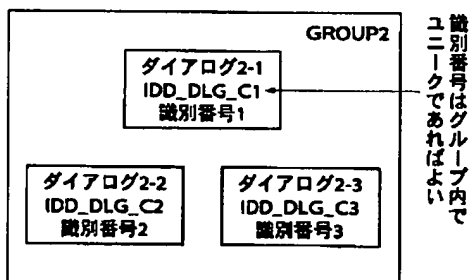 GROUP2
ダイアログ2-1
IDD_DLG_C1
識別番号1
識別番号はグループ内で
ユニークであればよい
ダイアログ2-2
IDD_DLG_C2
識別番号2
ダイアログ2-3
IDD_DLG_C3
識別番号3